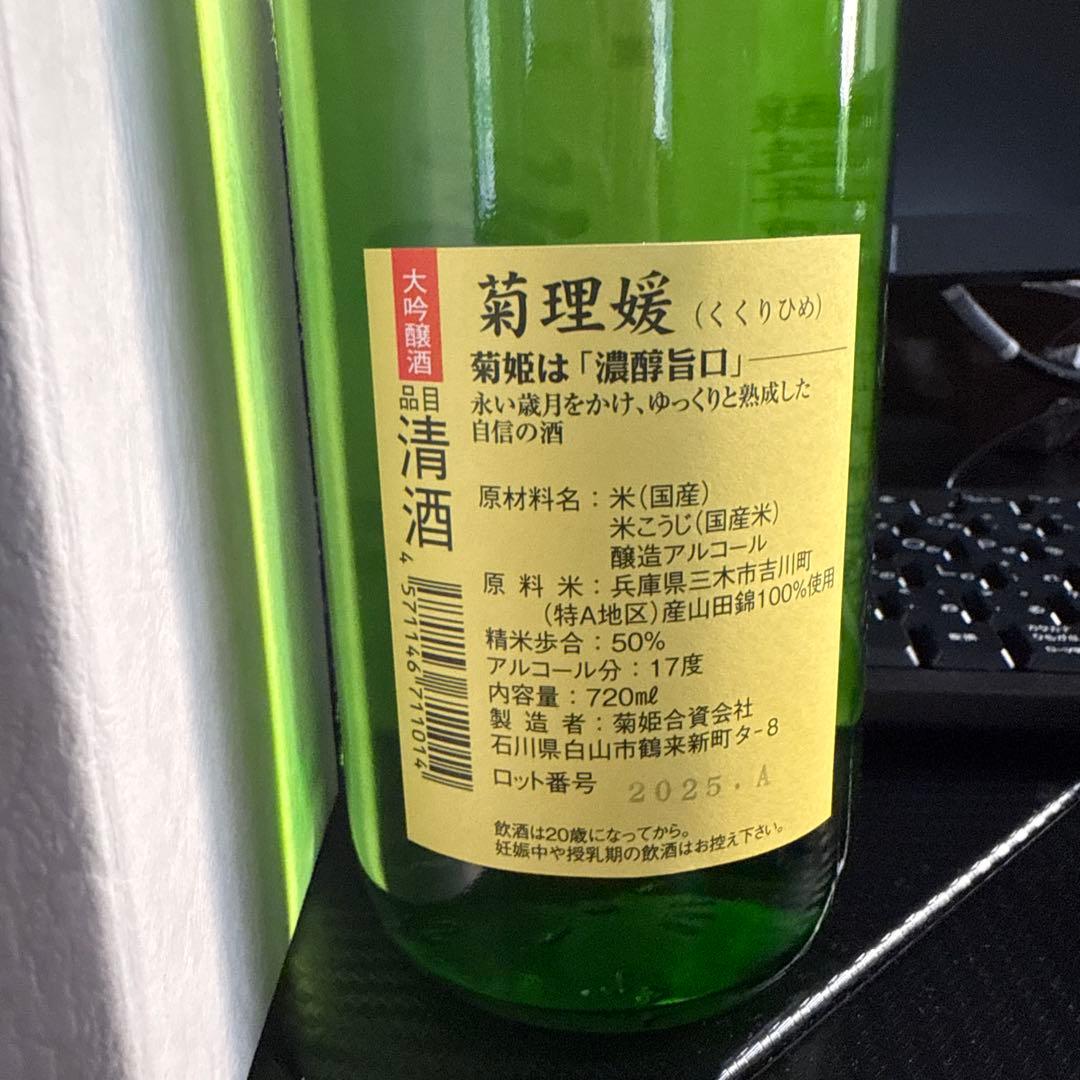 大吟醸酒
品目
清酒
4 571146 711014
菊理媛(くくりひめ)
菊姫は「濃醇旨口」
永い歳月をかけ、ゆっくりと熟成した
自信の酒
原材料名：米(国産)
米こうじ(国産米)
醸造アルコール
原料米：兵庫県三木市吉川町
(特A地区)産山田錦100%使用
精米歩合：50%
アルコール分：17度
内容量：720㎖
製造者：菊姫合資会社
石川県白山市鶴来新町タ-8
ロット番号 2025.A
飲酒は20歳になってから。
妊娠中や授乳期の飲酒はお控え下さい。